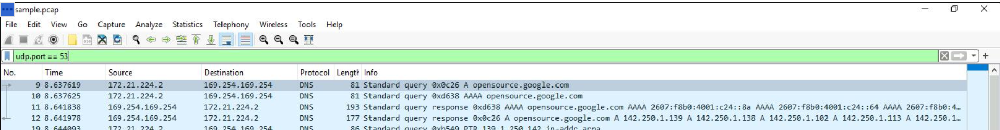 sample.pcap
File Edit View Go Capture Analyze Statistics Telephony Wireless Tools Help
udp.port == 53
No. Time Source Destination Protocol Length Info
9 8.637619 172.21.224.2 169.254.169.254 DNS 81 Standard query 0x0c26 A opensource.google.com
10 8.637625 172.21.224.2 169.254.169.254 DNS 81 Standard query 0xd638 AAAA opensource.google.com
11 8.641838 169.254.169.254 172.21.224.2 DNS 193 Standard query response 0xd638 AAAA opensource.google.com AAAA 2607:f8b0:4001:c24::8a AAAA 2607:f8b0:4001:c24::64 AAAA 2607:f8b0:4…
12 8.641978 169.254.169.254 172.21.224.2 DNS 177 Standard query response 0x0c26 A opensource.google.com A 142.250.1.139 A 142.250.1.138 A 142.250.1.102 A 142.250.1.113 A 142.250.1…
19 8.644093 172.21.224.2 169.254.169.254 DNS 86 Standard query 0xb549 PTR 139.1.250.142.in-addr.arpa